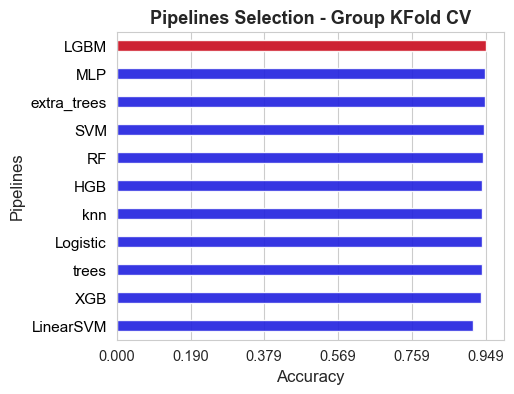 Pipelines Selection - Group KFold CV
LGBM
MLP
extra_trees
SVM
RF
HGB
knn
Logistic
trees
XGB
LinearSVM
Pipelines
0.000 0.190 0.379 0.569 0.759 0.949
Accuracy